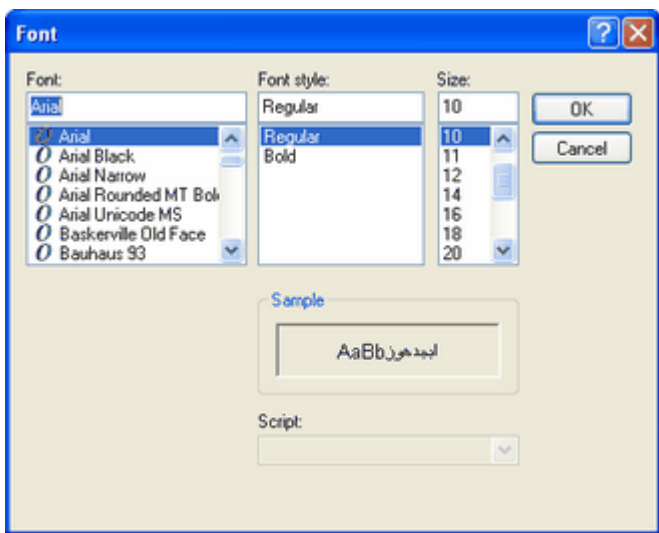 Font
Font:
Arial
Arial
Arial Black
Arial Narrow
Arial Rounded MT Bol
Arial Unicode MS
Baskerville Old Face
Bauhaus 93
Font style:
Regular
Regular
Bold
Size:
10
10
11
12
14
16
18
20
OK
Cancel
Sample
AaBbابجدهوز
Script: